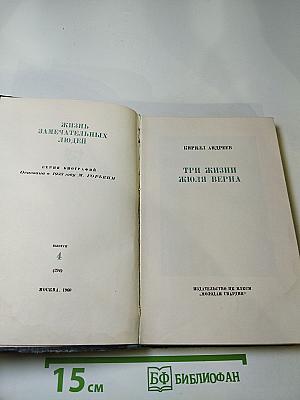 ЖИЗНЬ
ЗАМЕЧАТЕЛЬНЫХ
ЛЮДЕЙ
СЕРИЯ БИОГРАФИЙ
Основана в 1933 году М. ГОРЬКИМ
ВЫПУСК
4
МОСКВА, 1960
КИРИЛЛ АНДРЕЕВ
ТРИ ЖИЗНИ
ЖЮЛЯ ВЕРНА
ИЗДАТЕЛЬСТВО ЦК ВЛКСМ
"МОЛОДАЯ ГВАРДИЯ"
15 см
БФ БИБЛИОФАН